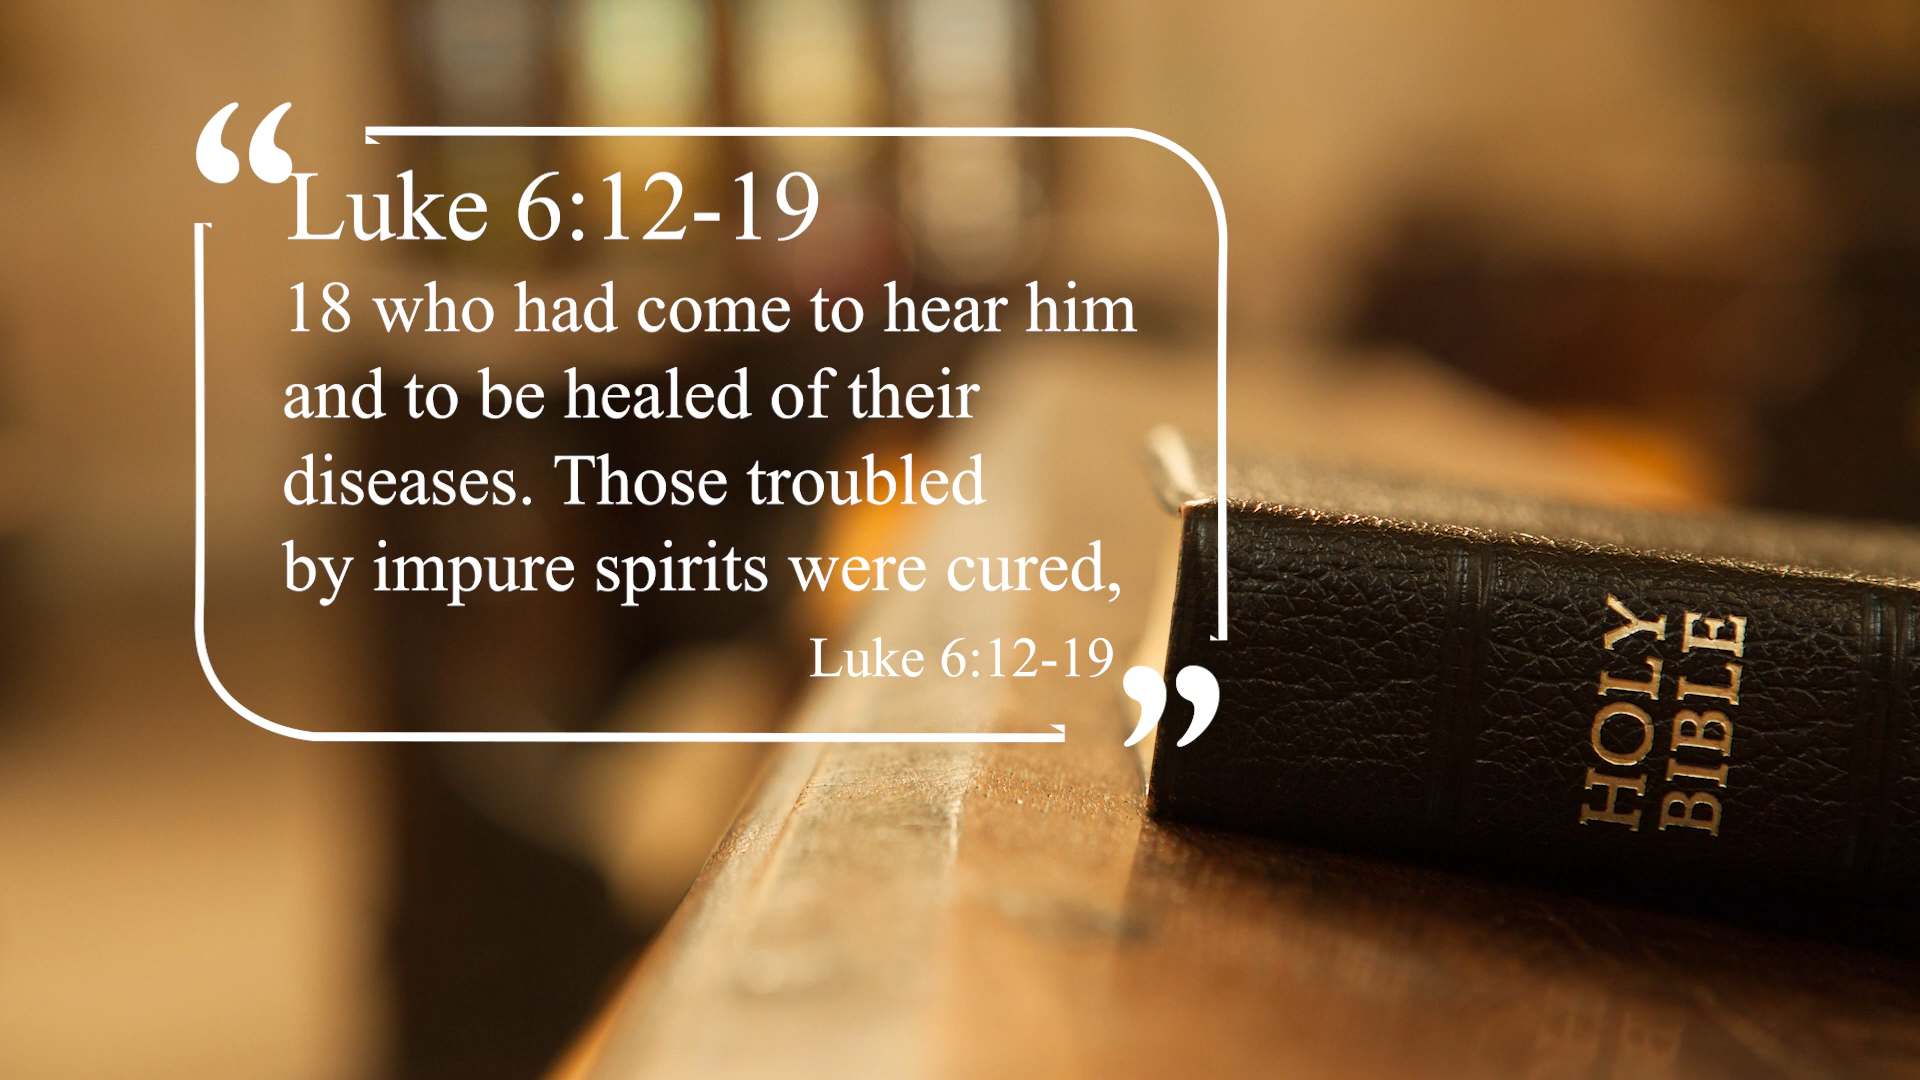 Luke 6:12-19
18 who had come to hear him
and to be healed of their
diseases. Those troubled
by impure spirits were cured,
Luke 6:12-19
HOLY
BIBLE